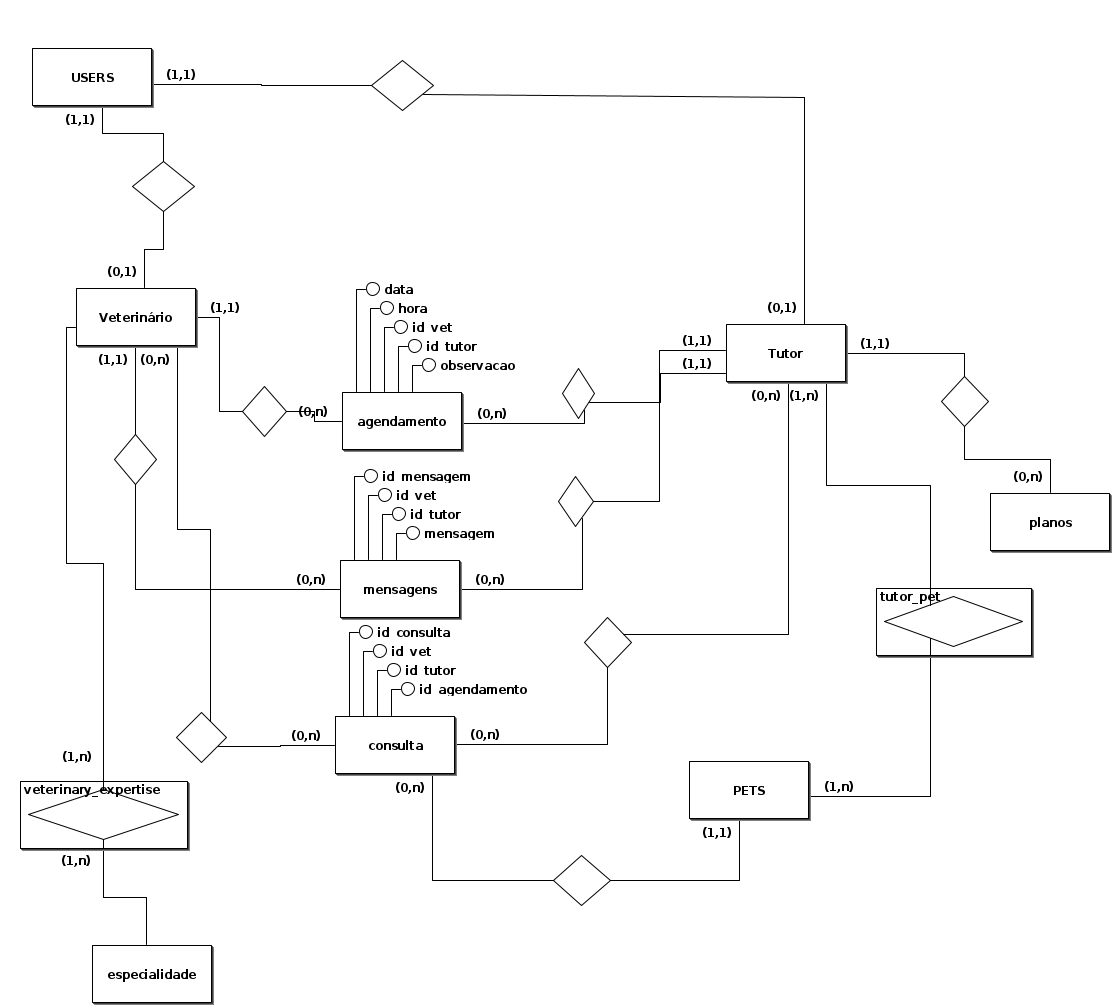 USERS
(1,1)
(1,1)
(0,1)
Veterinário
(1,1)
(1,1)
(0,n)
data
hora
id vet
id tutor
observacao
(0,n)
agendamento
(0,n)
(0,1)
(1,1)
(1,1)
Tutor
(1,1)
(0,n)
(1,n)
(0,n)
planos
id mensagem
id vet
id tutor
mensagem
(0,n)
mensagens
(0,n)
tutor_pet
id consulta
id vet
id tutor
id agendamento
(0,n)
consulta
(0,n)
(0,n)
PETS
(1,n)
(1,1)
(1,n)
veterinary_expertise
(1,n)
especialidade